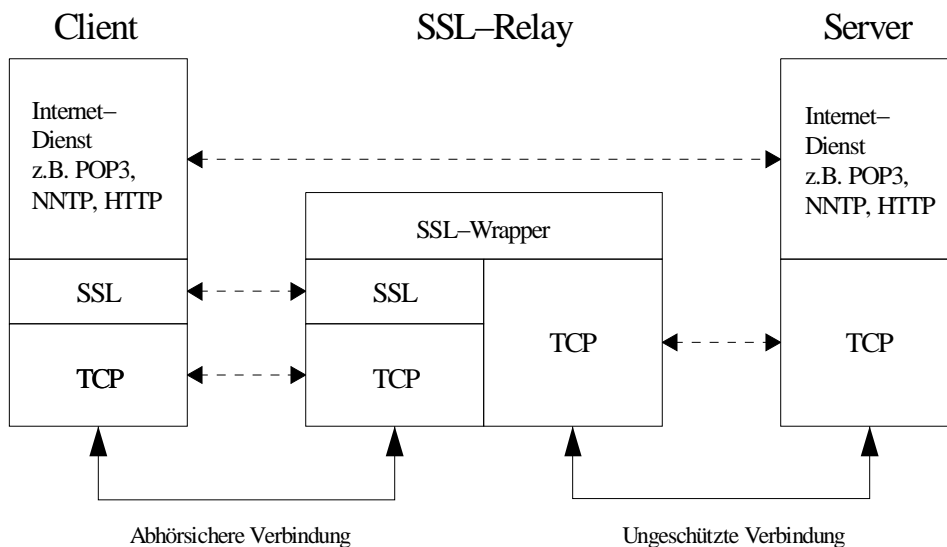 Client
SSL–Relay
Server
Internet–
Dienst
z.B. POP3,
NNTP, HTTP
Internet–
Dienst
z.B. POP3,
NNTP, HTTP
SSL–Wrapper
SSL
SSL
TCP
TCP
TCP
TCP
Abhörsichere Verbindung
Ungeschützte Verbindung